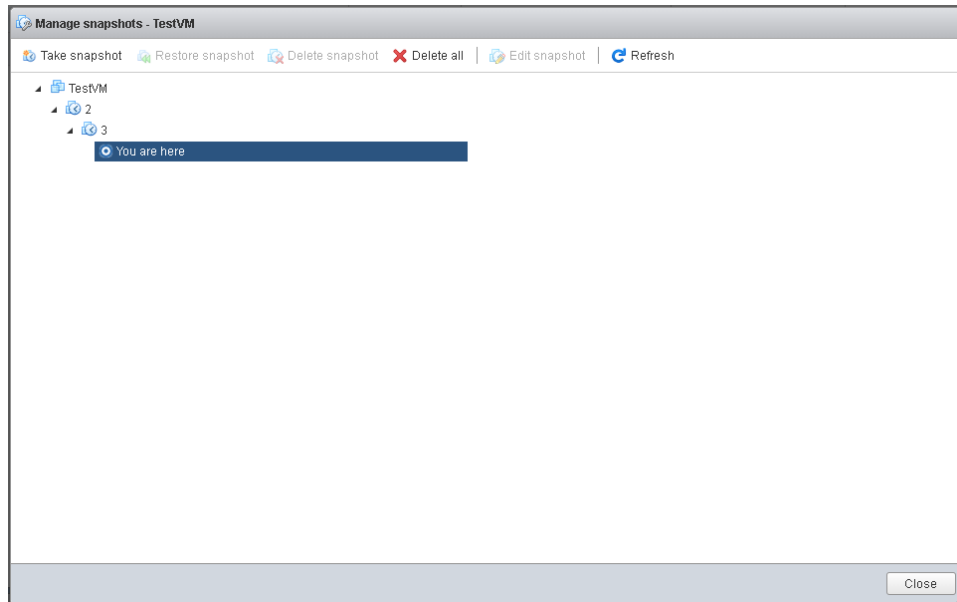 Manage snapshots - TestVM
Take snapshot Restore snapshot Delete snapshot Delete all Edit snapshot Refresh
TestVM
2
3
You are here
Close